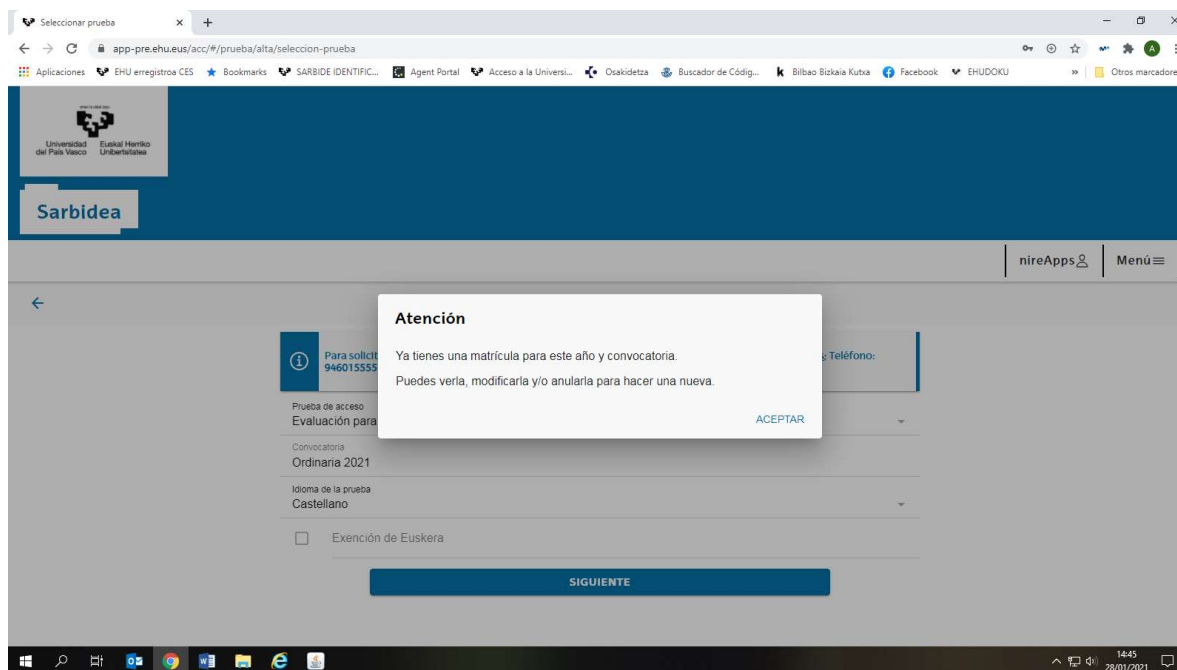 Seleccionar prueba
app-pre.ehu.eus/acc/#/prueba/alta/seleccion-prueba
A
Aplicaciones EHU erregistroa CES Bookmarks SARBIDE IDENTIFIC... Agent Portal Acceso a la Universi... Osakidetza Buscador de Códig... Bilbao Bizkaia Kutxa Facebook EHUDOKU » Otros marcadore
Universidad Euskal Herriko
del País Vasco Unibertsitatea
Sarbidea
nireApps Menú
Atención
Para solicit Ya tienes una matrícula para este año y convocatoria. Teléfono:
946015555
Puedes verla, modificarla y/o anularla para hacer una nueva.
ACEPTAR
Prueba de acceso
Evaluación para
Convocatoria
Ordinaria 2021
Idioma de la prueba
Castellano
Exención de Euskera
SIGUIENTE
14:45
28/01/2021